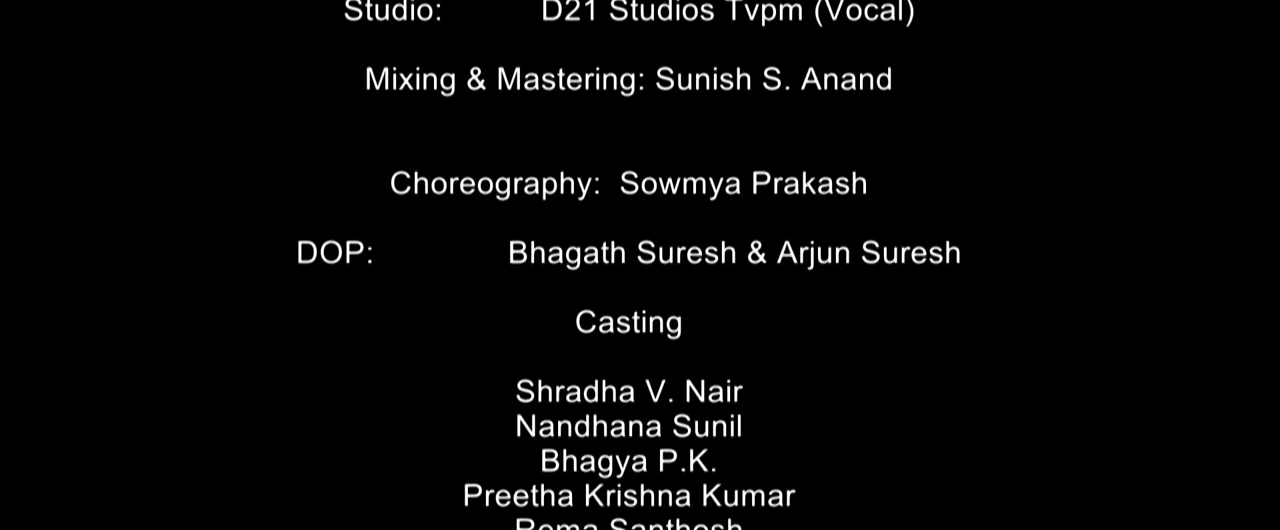 Studio: D21 Studios Tvpm (Vocal)
Mixing & Mastering: Sunish S. Anand
Choreography: Sowmya Prakash
DOP: Bhagath Suresh & Arjun Suresh
Casting
Shradha V. Nair
Nandhana Sunil
Bhagya P.K.
Preetha Krishna Kumar
Santhosh